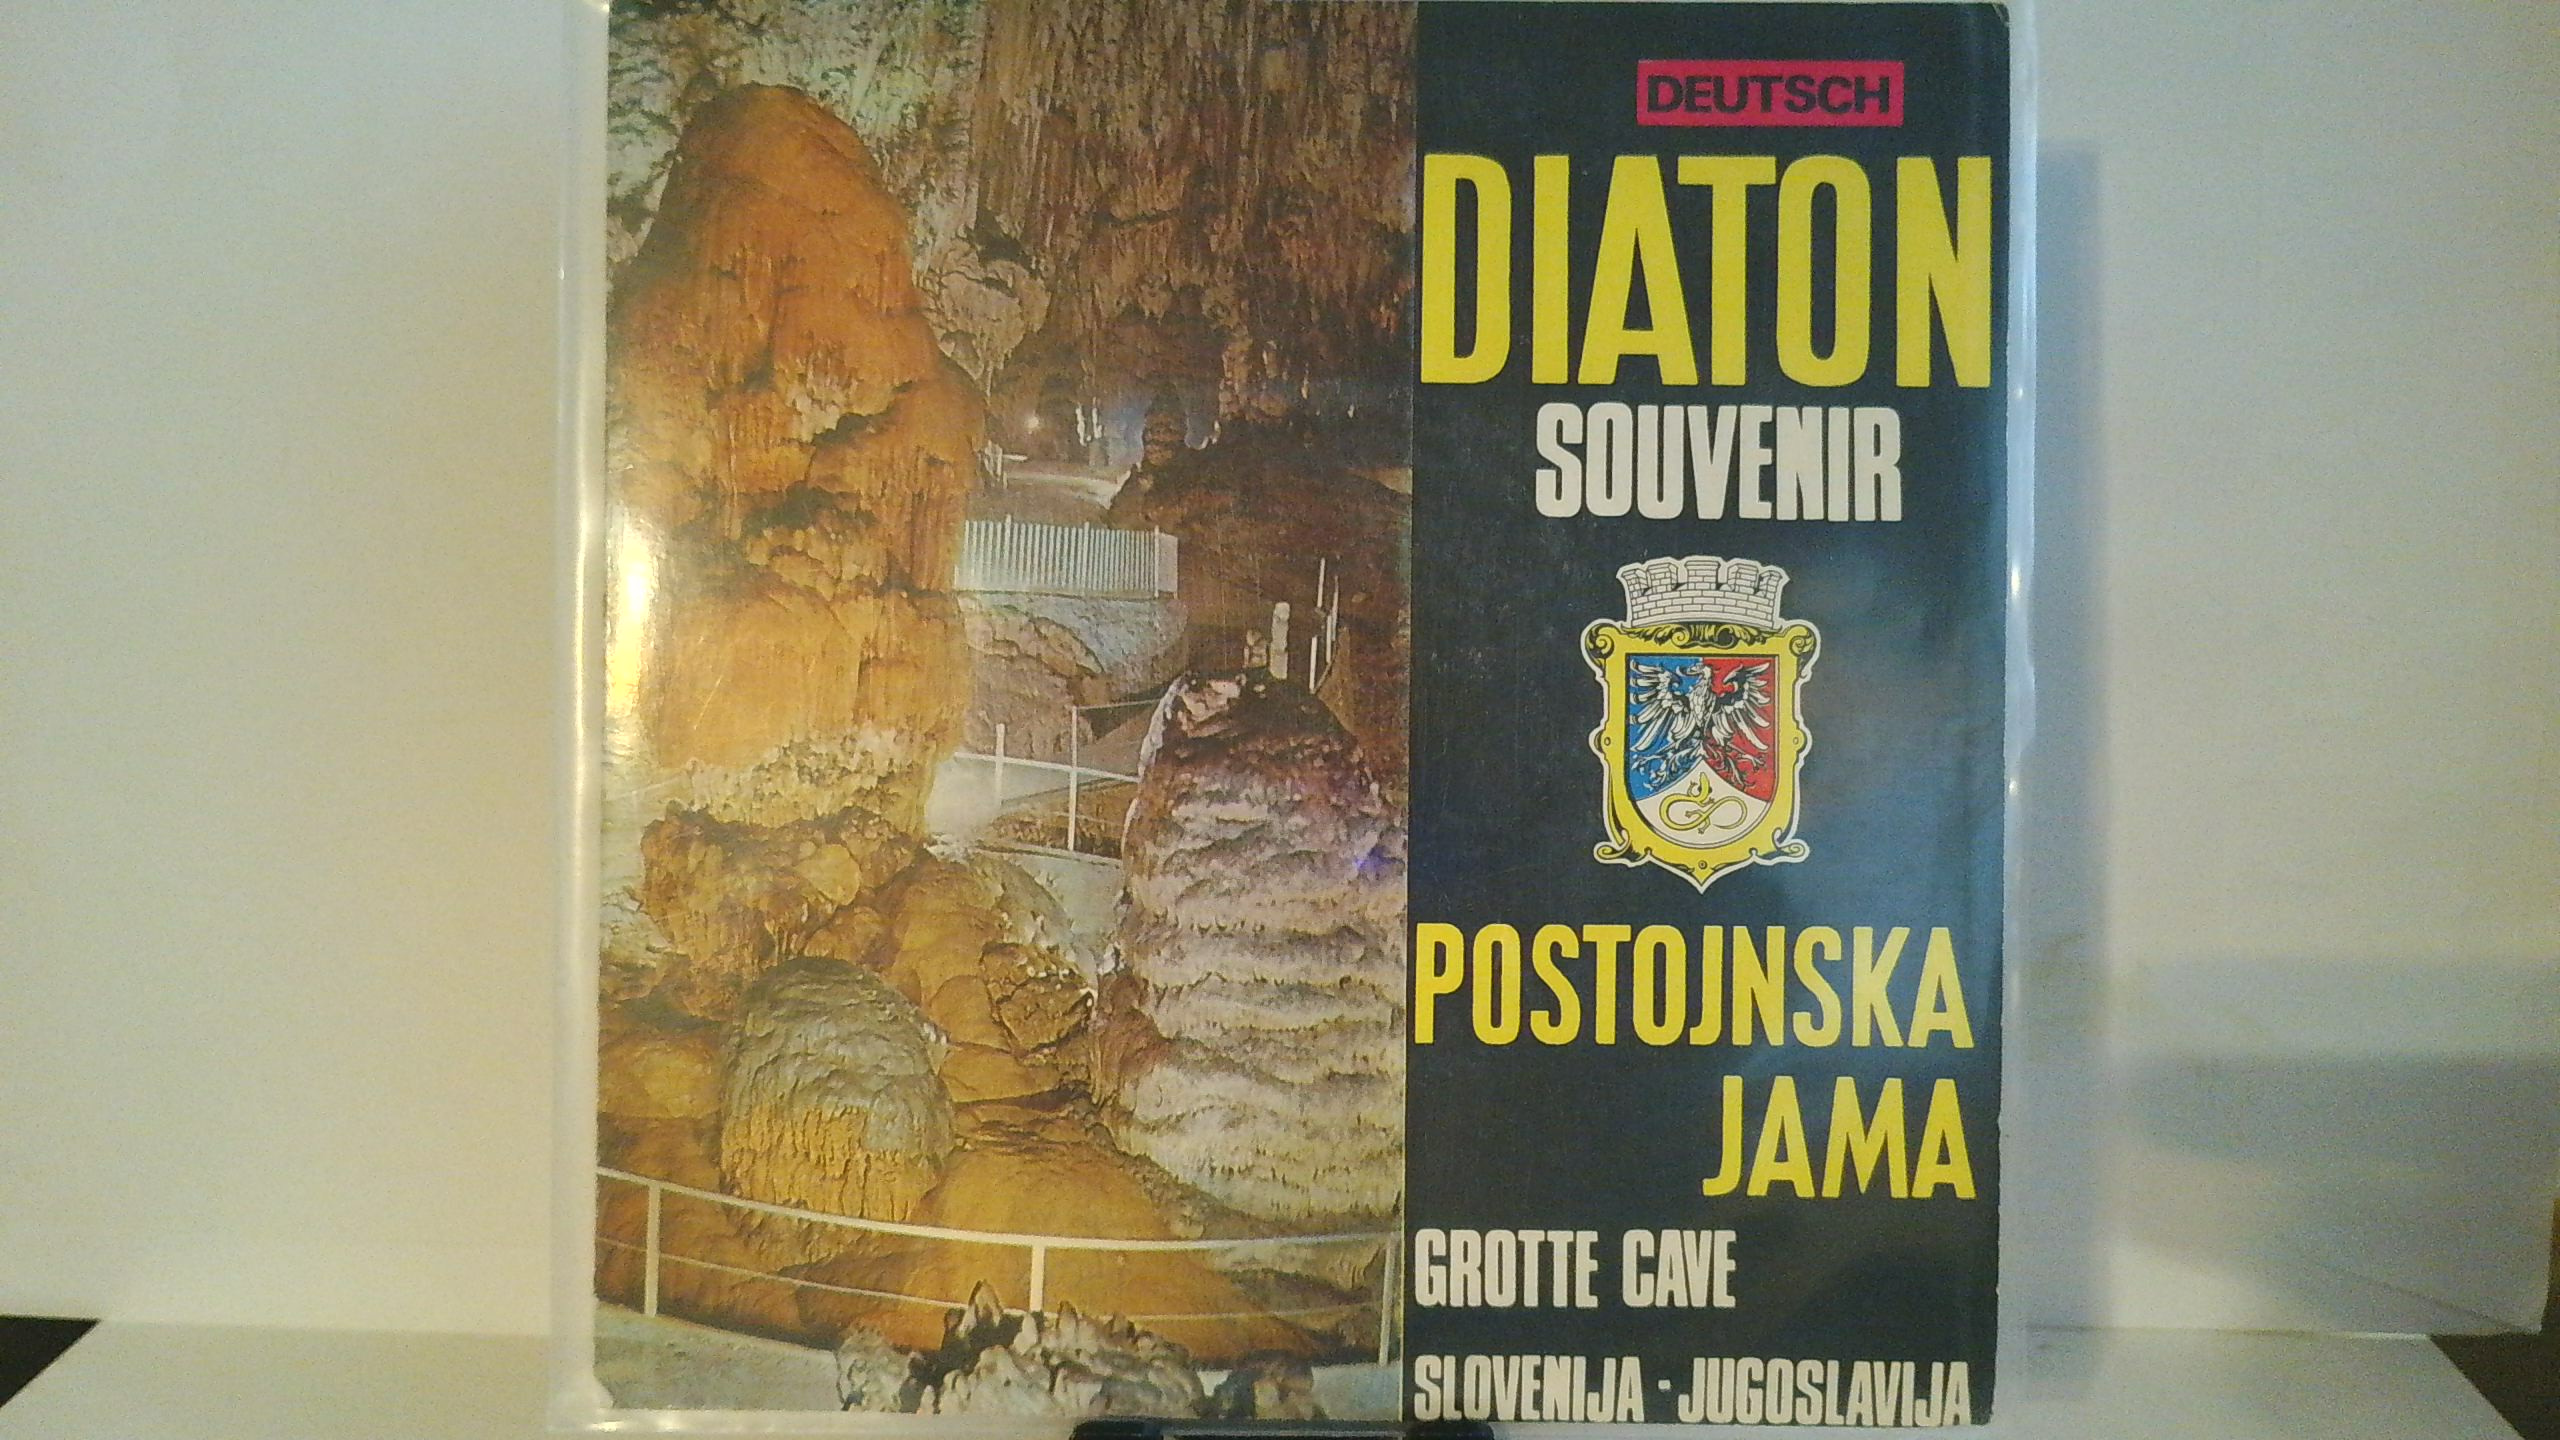 DEUTSCH
DIATON
SOUVENIR
POSTOJNSKA
JAMA
GROTTE CAVE
SLOVENIJA - JUGOSLAVIJA